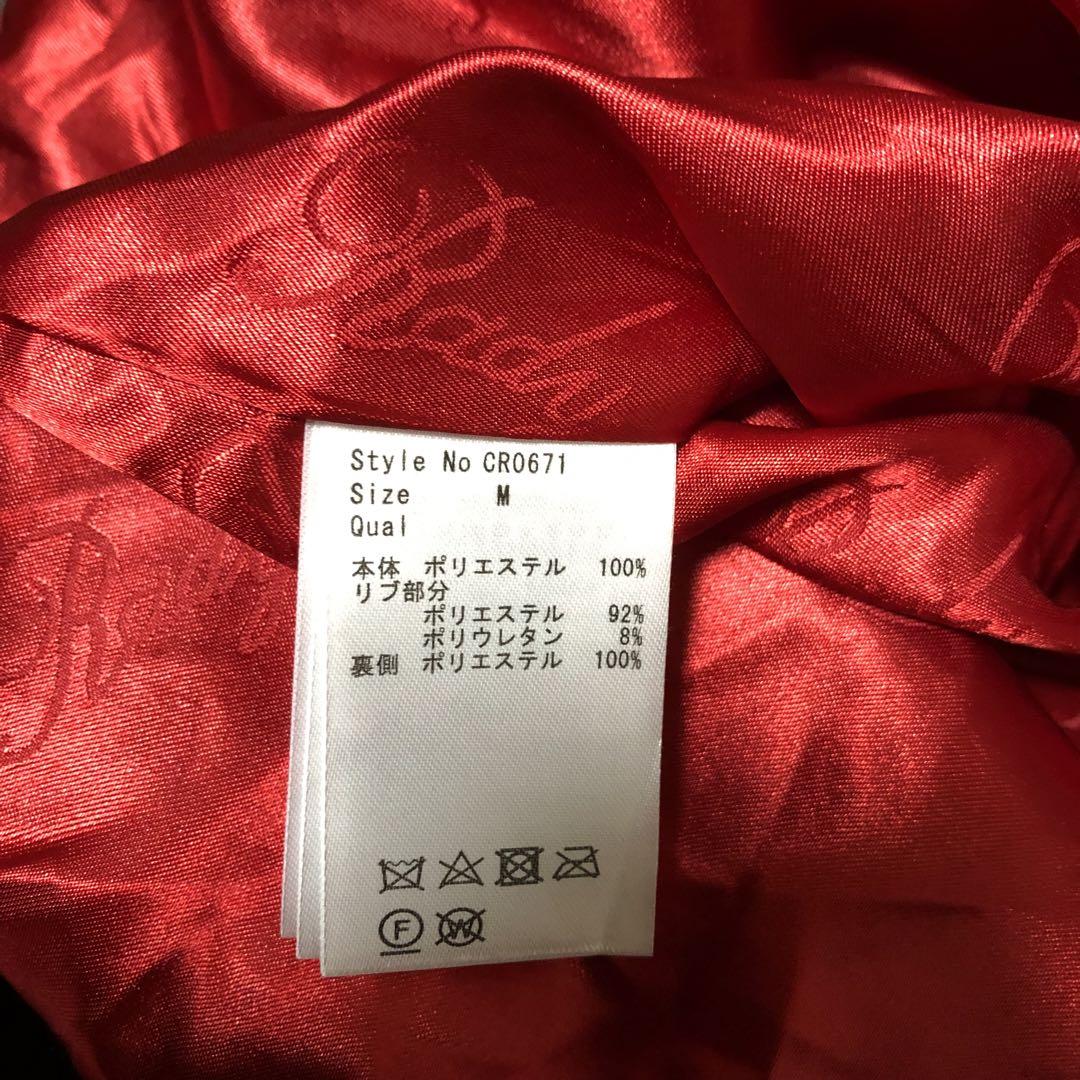 Style No CR0671
Size M
Qual
本体 ポリエステル 100%
リブ部分
ポリエステル 92%
ポリウレタン 8%
裏側 ポリエステル 100%
F W